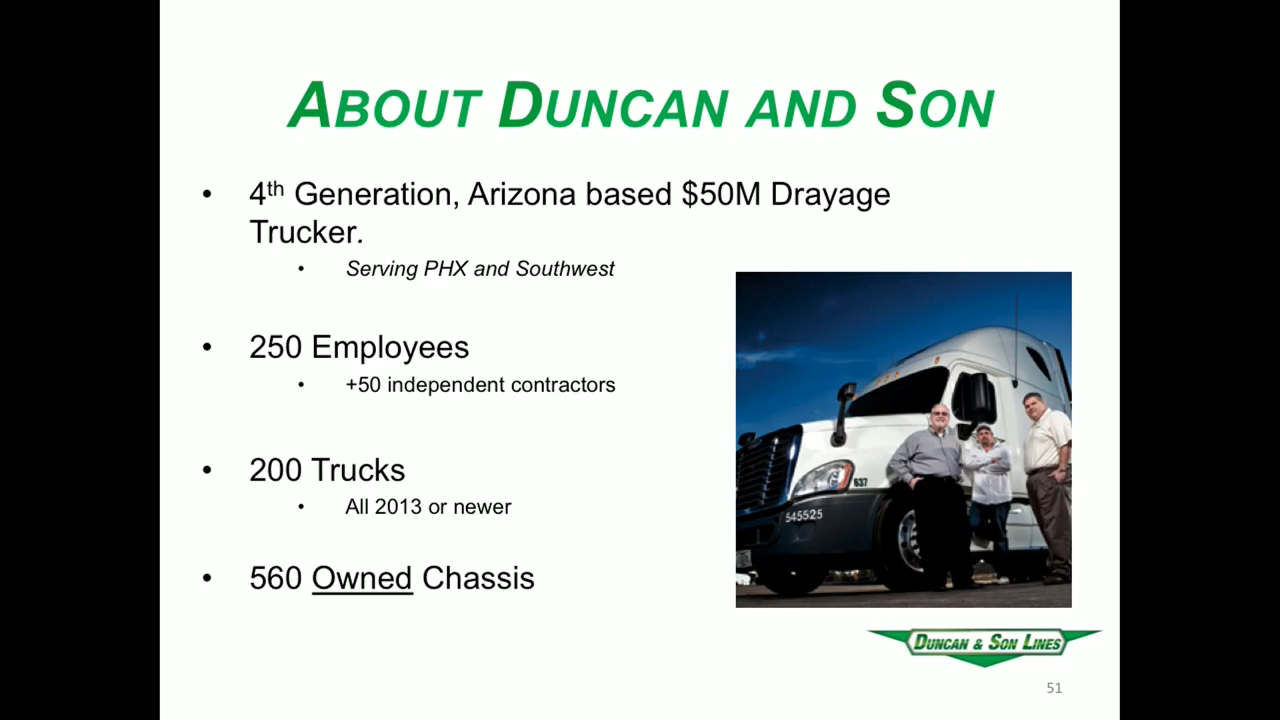 ABOUT DUNCAN AND SON
• 4th Generation, Arizona based $50M Drayage
Trucker.
• Serving PHX and Southwest
• 250 Employees
• +50 independent contractors
• 200 Trucks
• All 2013 or newer
• 560 Owned Chassis
637
545525
DUNCAN & SON LINES
51